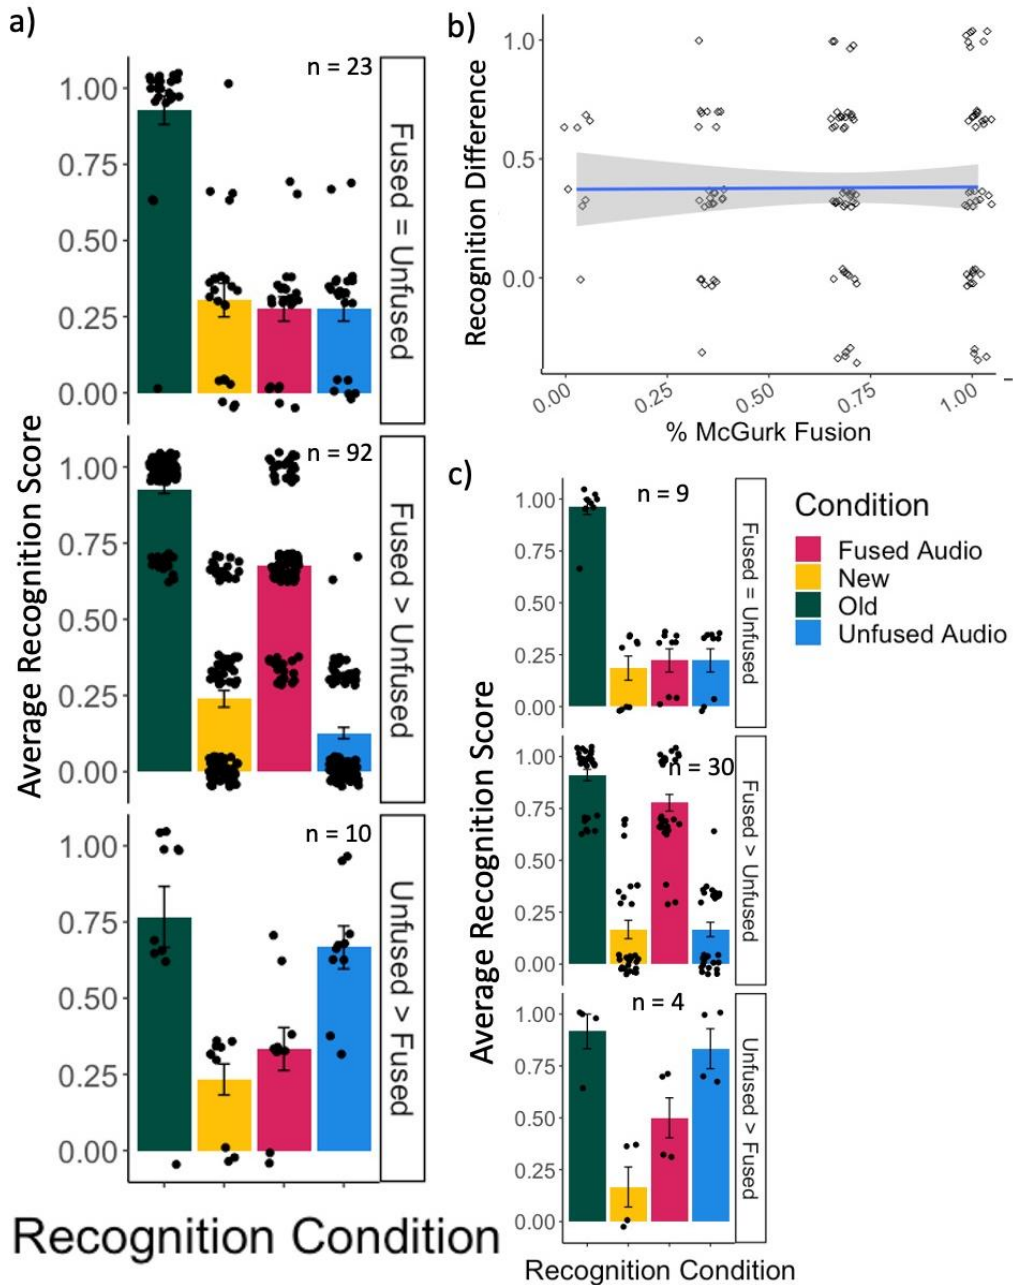 a)
Average Recognition Score
1.00
0.75
0.50
0.25
0.00
n = 23
Fused = Unfused
1.00
0.75
0.50
0.25
0.00
n = 92
Fused > Unfused
1.00
0.75
0.50
0.25
0.00
n = 10
Unfused > Fused
Recognition Condition
b)
Recognition Difference
1.0
0.5
0.0
0.00
0.25
0.50
0.75
1.00
% McGurk Fusion
c)
Average Recognition Score
1.00
0.75
0.50
0.25
0.00
n = 9
Fused = Unfused
1.00
0.75
0.50
0.25
0.00
n = 30
Fused > Unfused
1.00
0.75
0.50
0.25
0.00
n = 4
Unfused > Fused
Recognition Condition
Condition
Fused Audio
New
Old
Unfused Audio